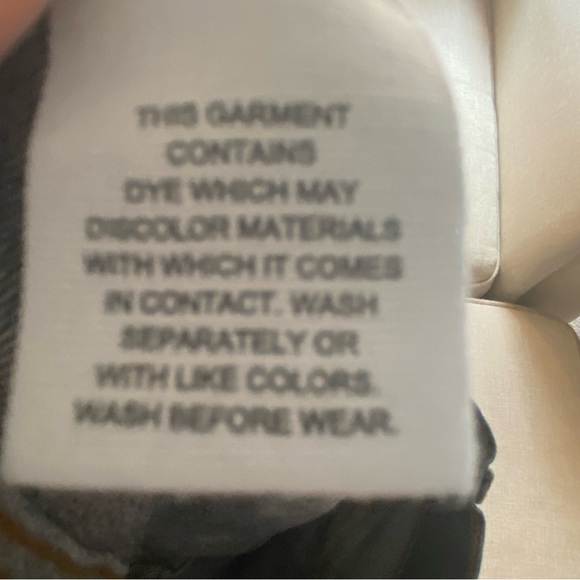 THIS GARMENT
CONTAINS
DYE WHICH MAY
DISCOLOR MATERIALS
WITH WHICH IT COMES
IN CONTACT. WASH
SEPARATELY OR
WITH LIKE COLORS.
WASH BEFORE WEAR.